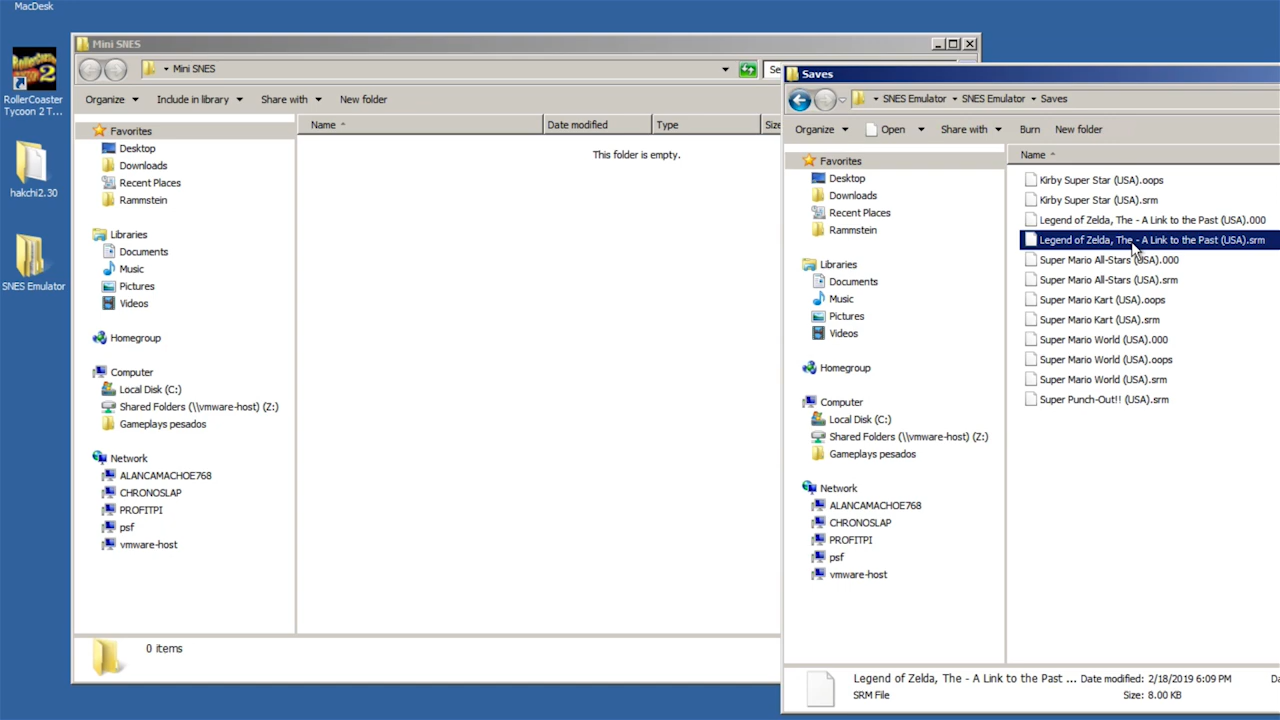 MacDesk
RollerCoaster
Tycoon 2 T...
hakchi2.30
SNES Emulator
Mini SNES
Mini SNES
Se
Organize
Include in library
Share with
New folder
Favorites
Desktop
Downloads
Recent Places
Rammstein
Libraries
Documents
Music
Pictures
Videos
Homegroup
Computer
Local Disk (C:)
Shared Folders (\\vmware-host) (Z:)
Gameplays pesados
Network
ALANCAMACHOE768
CHRONOSLAP
PROFITPI
psf
vmware-host
Name
Date modified
Type
Size
This folder is empty.
0 items
Saves
SNES Emulator
SNES Emulator
Saves
Organize
Open
Share with
Burn
New folder
Favorites
Desktop
Downloads
Recent Places
Rammstein
Libraries
Documents
Music
Pictures
Videos
Homegroup
Computer
Local Disk (C:)
Shared Folders (\\vmware-host) (Z:)
Gameplays pesados
Network
ALANCAMACHOE768
CHRONOSLAP
PROFITPI
psf
vmware-host
Name
Kirby Super Star (USA).oops
Kirby Super Star (USA).srm
Legend of Zelda, The - A Link to the Past (USA).000
Legend of Zelda, The - A Link to the Past (USA).srm
Super Mario All-Stars (USA).000
Super Mario All-Stars (USA).srm
Super Mario Kart (USA).oops
Super Mario Kart (USA).srm
Super Mario World (USA).000
Super Mario World (USA).oops
Super Mario World (USA).srm
Super Punch-Out!! (USA).srm
Legend of Zelda, The - A Link to the Past ... Date modified: 2/18/2019 6:09 PM
SRM File
Size: 8.00 KB